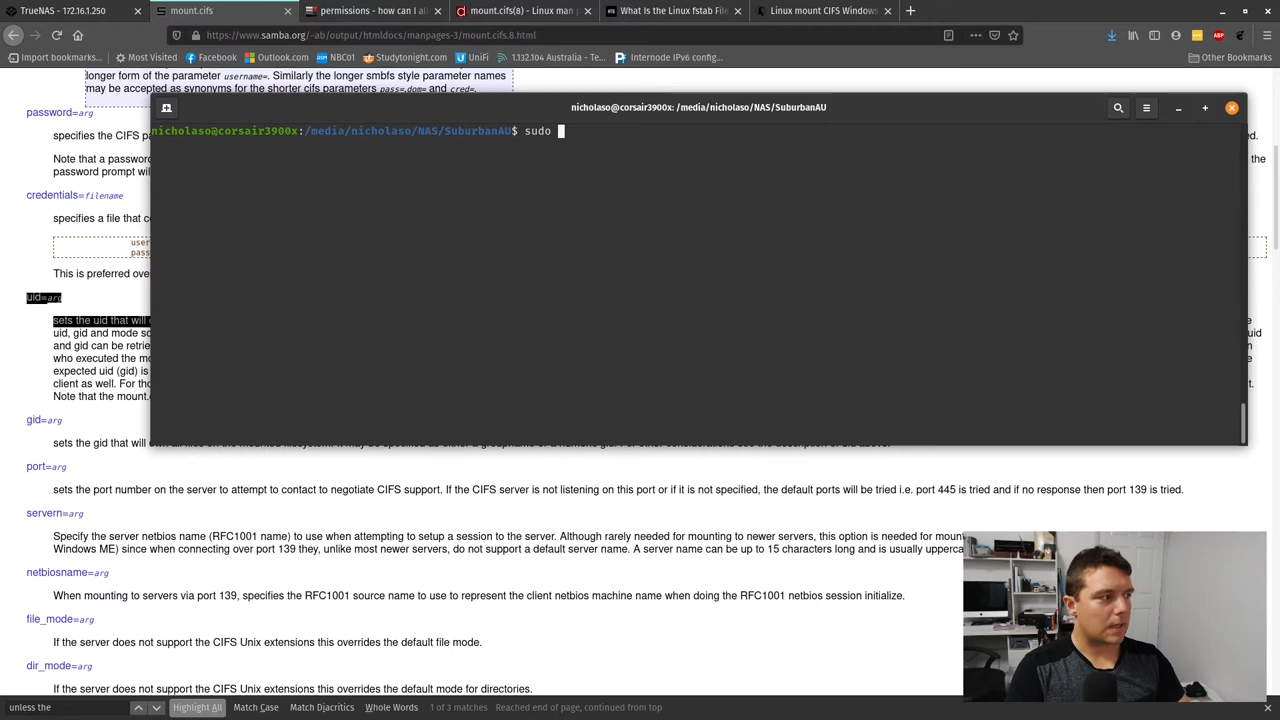 TrueNAS - 172.16.1.250
mount.cifs
permissions - how can I all
mount.cifs(8) - Linux man p
What Is the Linux fstab File
Linux mount CIFS Windows
https://www.samba.org/~ab/output/htmldocs/manpages-3/mount.cifs.8.html
Import bookmarks...
Most Visited
Facebook
Outlook.com
NBC01
Studytonight.com
UniFi
1.132.104 Australia - ...
Internode IPv6 config...
Other Bookmarks
longer form of the parameter username=. Similarly the longer smbfs style parameter names
may be accepted as synonyms for the shorter cifs parameters pass=,dom= and cred=.
nicholaso@corsair3900x: /media/nicholaso/NAS/SuburbanAU
password=arg
nicholaso@corsair3900x:/media/nicholaso/NAS/SuburbanAU$ sudo
specifies the CIFS pa
Note that a password
the
password prompt will
credentials=filename
specifies a file that c
user
pass
This is preferred over
uid=arg
sets the uid that will
uid, gid and mode so
uid
and gid can be retrie
who executed the mo
expected uid (gid) is
client as well. For tho
Note that the mount.
gid=arg
port=arg
sets the port number on the server to attempt to contact to negotiate CIFS support. If the CIFS server is not listening on this port or if it is not specified, the default ports will be tried i.e. port 445 is tried and if no response then port 139 is tried.
servern=arg
Specify the server netbios name (RFC1001 name) to use when attempting to setup a session to the server. Although rarely needed for mounting to newer servers, this option is needed for mount
Windows ME) since when connecting over port 139 they, unlike most newer servers, do not support a default server name. A server name can be up to 15 characters long and is usually upperca
netbiosname=arg
When mounting to servers via port 139, specifies the RFC1001 source name to use to represent the client netbios machine name when doing the RFC1001 netbios session initialize.
file_mode=arg
If the server does not support the CIFS Unix extensions this overrides the default file mode.
dir_mode=arg
If the server does not support the CIFS Unix extensions this overrides the default mode for directories.
unless the
Highlight All
Match Case
Match Diacritics
Whole Words
1 of 3 matches
Reached end of page, continued from top